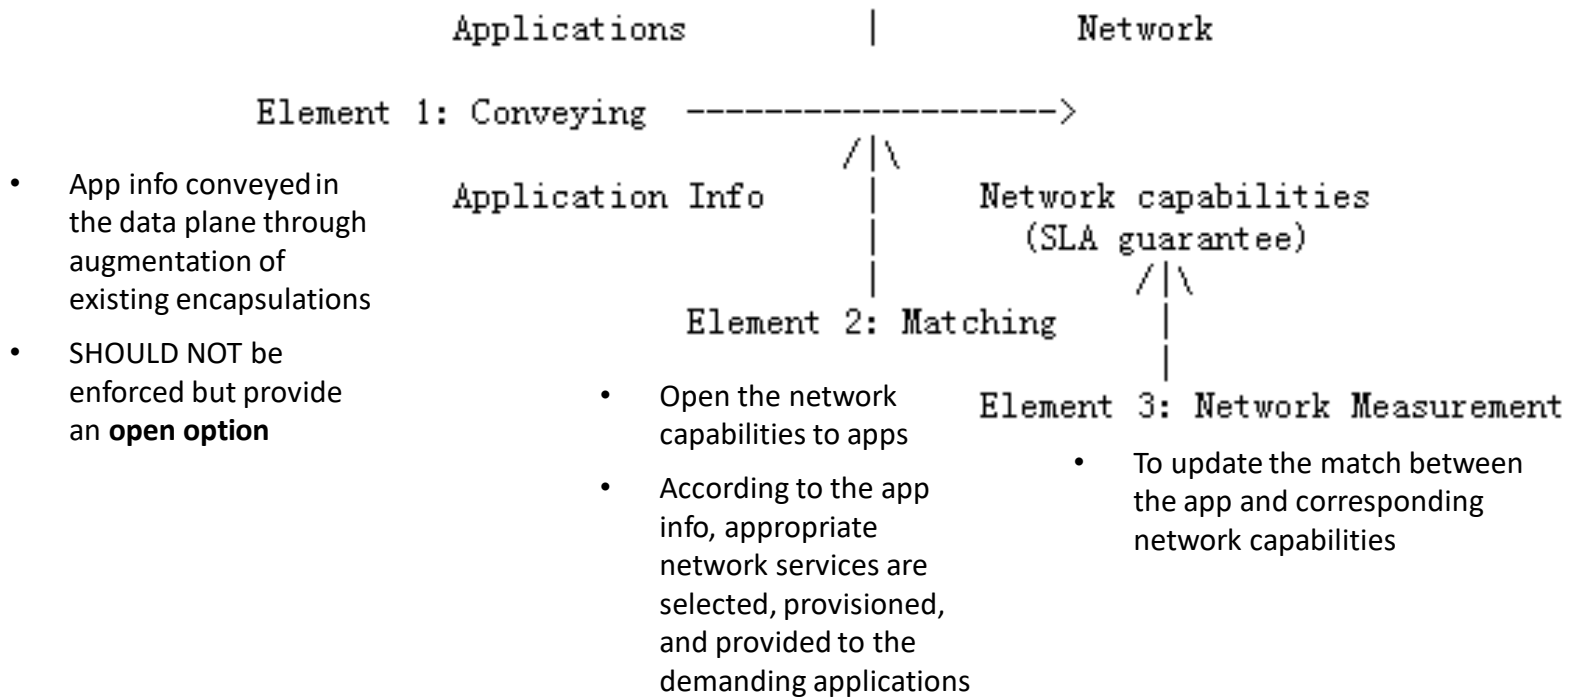 Applications | Network
Element 1: Conveying ------------------->
/|\
Application Info | Network capabilities
| (SLA guarantee)
| /|\
Element 2: Matching |
|
Element 3: Network Measurement
• App info conveyed in
the data plane through
augmentation of
existing encapsulations
• SHOULD NOT be
enforced but provide
an open option
• Open the network
capabilities to apps
• According to the app
info, appropriate
network services are
selected, provisioned,
and provided to the
demanding applications
• To update the match between
the app and corresponding
network capabilities